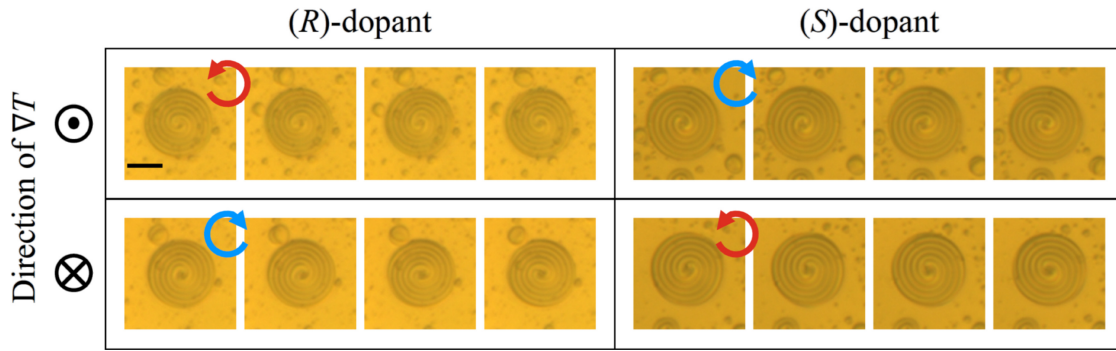 (R)-dopant
(S)-dopant
Direction of ∇T